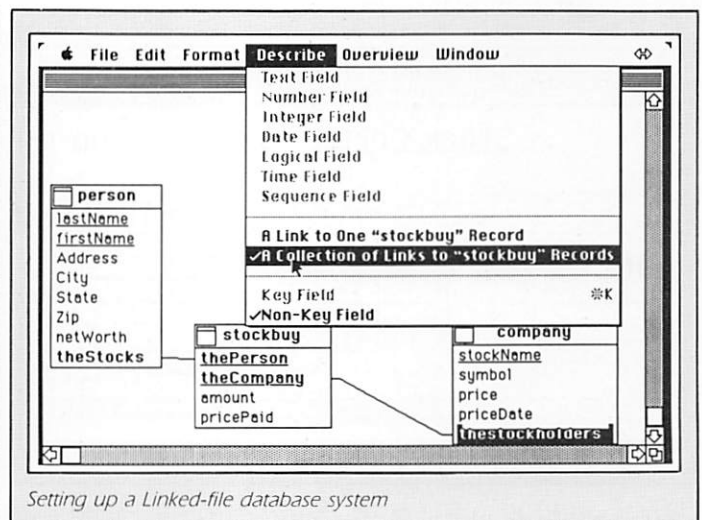 File Edit Format Describe Overview Window
Text Field
Number Field
Integer Field
Date Field
Logical Field
Time Field
Sequence Field
A Link to One “stockbuy” Record
✓A Collection of Links to “stockbuy” Records
Key Field ⌘K
✓Non-Key Field
person
lastName
firstName
Address
City
State
Zip
netWorth
theStocks
stockbuy
thePerson
theCompany
amount
pricePaid
company
stockName
symbol
price
priceDate
thestockholders
Setting up a Linked-file database system